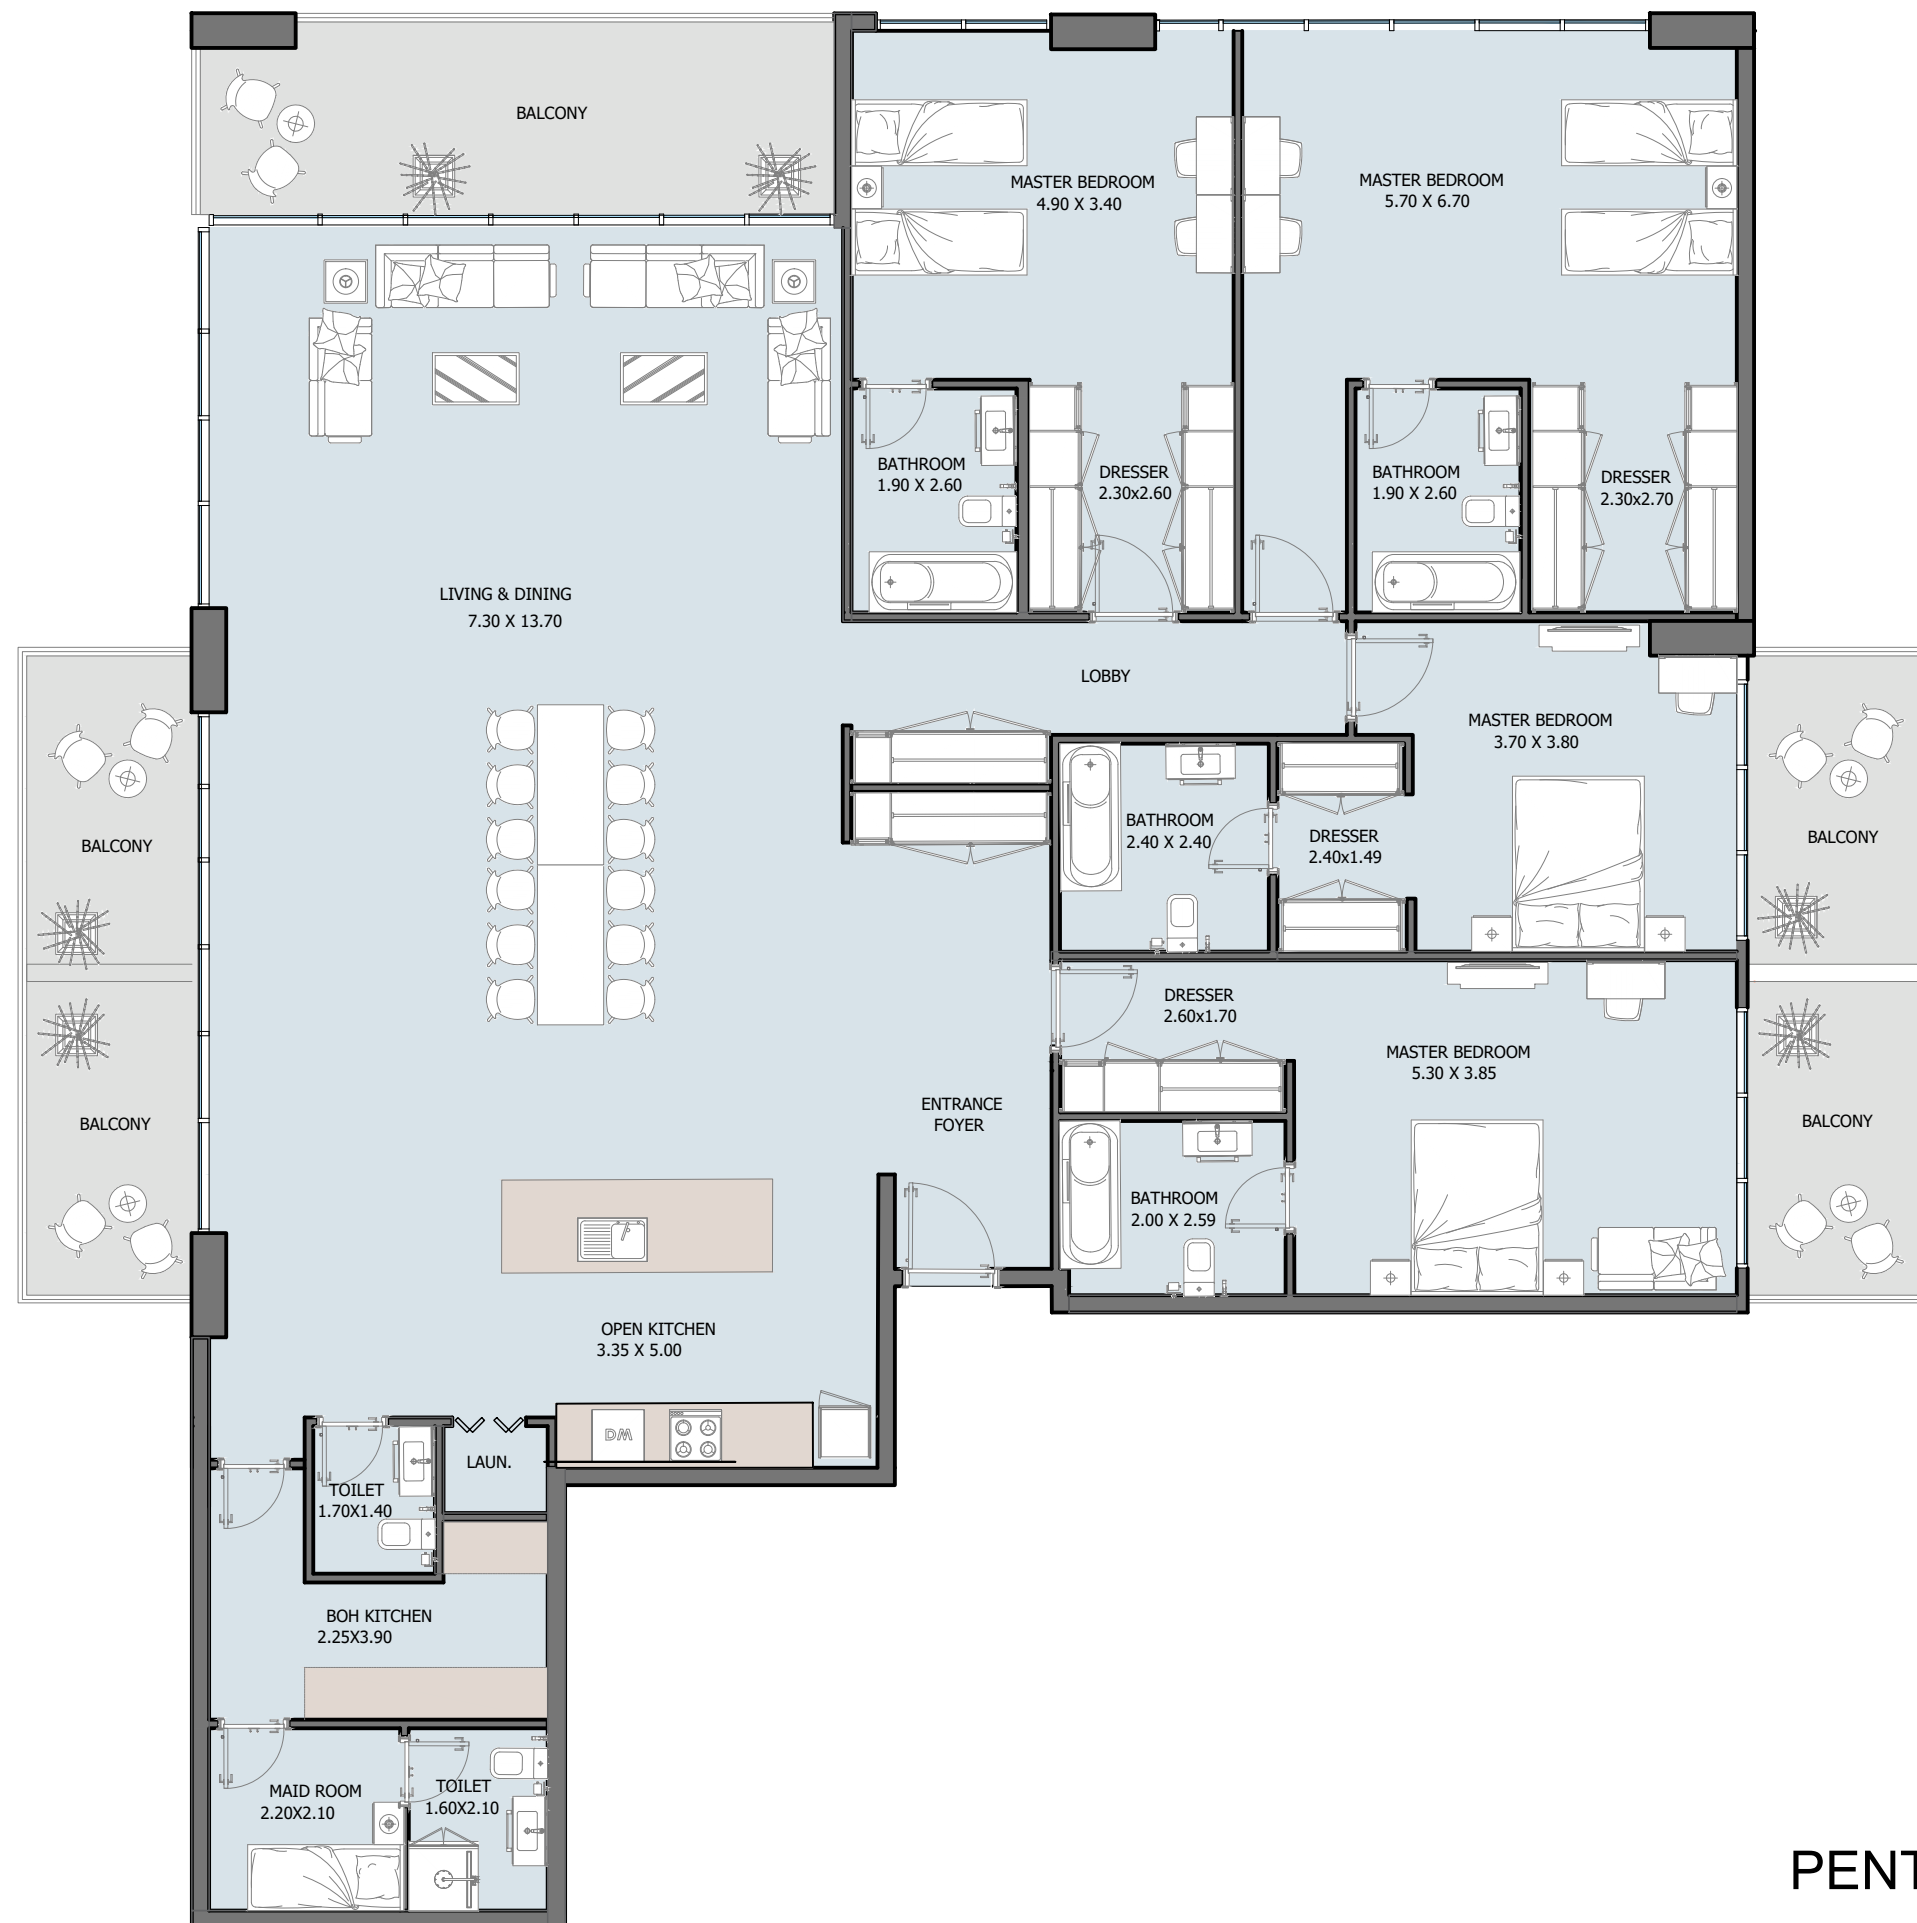 BALCONY
MASTER BEDROOM
4.90 X 3.40
MASTER BEDROOM
5.70 X 6.70
BATHROOM
1.90 X 2.60
DRESSER
2.30x2.60
BATHROOM
1.90 X 2.60
DRESSER
2.30x2.70
LIVING & DINING
7.30 X 13.70
LOBBY
MASTER BEDROOM
3.70 X 3.80
BALCONY
BATHROOM
2.40 X 2.40
DRESSER
2.40x1.49
BALCONY
DRESSER
2.60x1.70
MASTER BEDROOM
5.30 X 3.85
BALCONY
ENTRANCE
FOYER
BALCONY
BATHROOM
2.00 X 2.59
OPEN KITCHEN
3.35 X 5.00
DM
LAUN.
TOILET
1.70X1.40
BOH KITCHEN
2.25X3.90
MAID ROOM
2.20X2.10
TOILET
1.60X2.10
PENT